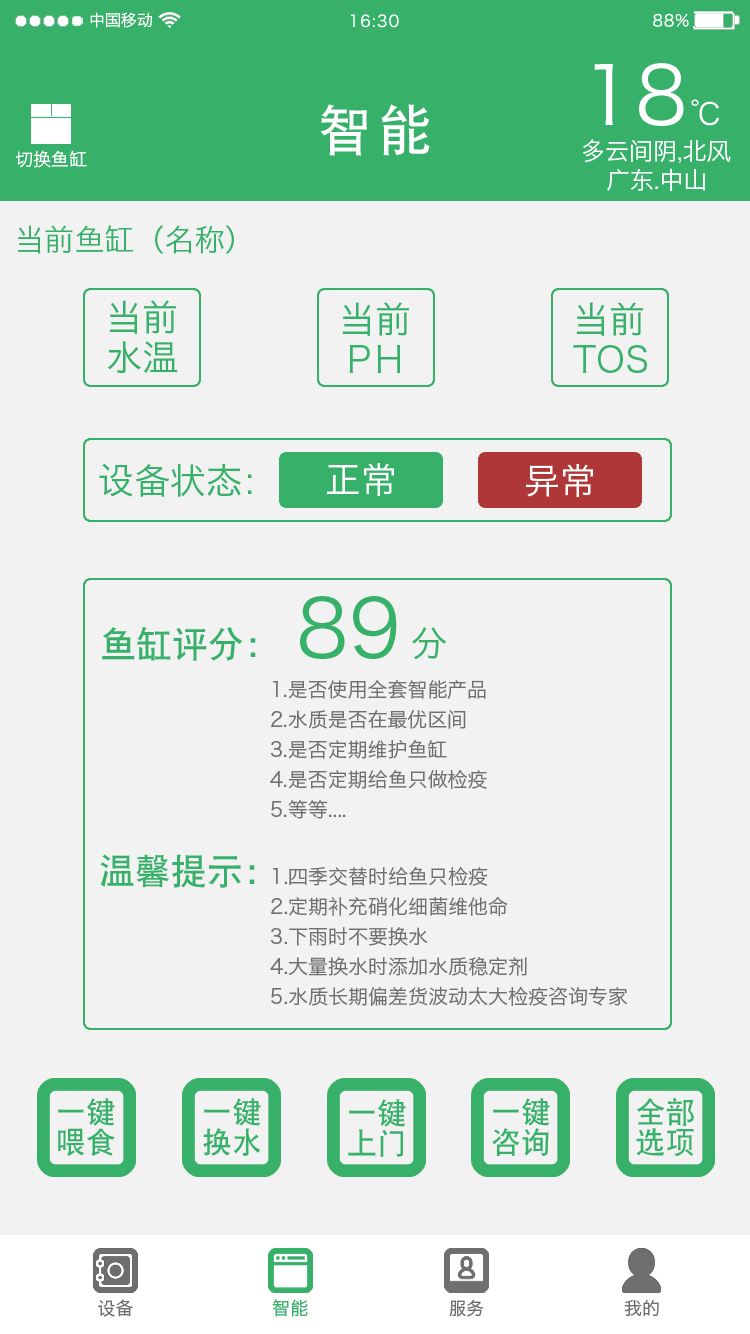 中国移动
16:30
88%
智能
18℃
多云间阴,北风
广东.中山
切换鱼缸
当前鱼缸（名称）
当前
水温
当前
PH
当前
TOS
设备状态:
正常
异常
鱼缸评分:
89分
1.是否使用全套智能产品
2.水质是否在最优区间
3.是否定期维护鱼缸
4.是否定期给鱼只做检疫
5.等等....
温馨提示:
1.四季交替时给鱼只检疫
2.定期补充硝化细菌维他命
3.下雨时不要换水
4.大量换水时添加水质稳定剂
5.水质长期偏差货波动太大检疫咨询专家
一键
喂食
一键
换水
一键
上门
一键
咨询
全部
选项
设备
智能
服务
我的